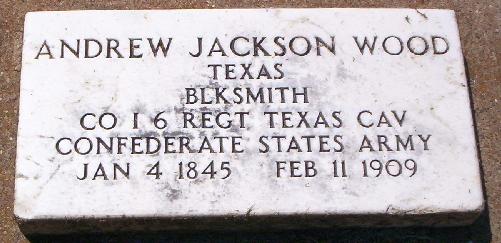 ANDREW JACKSON WOOD
TEXAS
BLKSMITH
CO I 6 REGT TEXAS CAV
CONFEDERATE STATES ARMY
JAN 4 1845 FEB 11 1909